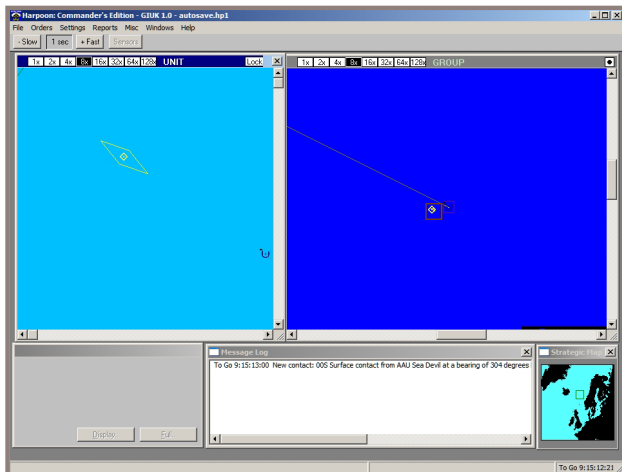 Harpoon: Commander's Edition - GIUK 1.0 - autosave.hp1
File Orders Settings Reports Misc Windows Help
- Slow 1 sec + Fast Sensors
1x 2x 4x 8x 16x 32x 64x 128x UNIT Lock
1x 2x 4x 8x 16x 32x 64x 128x GROUP
Message Log
Strategic Map
To Go 9:15:13:00 New contact: 00S Surface contact from AAU Sea Devil at a bearing of 304 degrees
Display Full
To Go 9:15:12:21